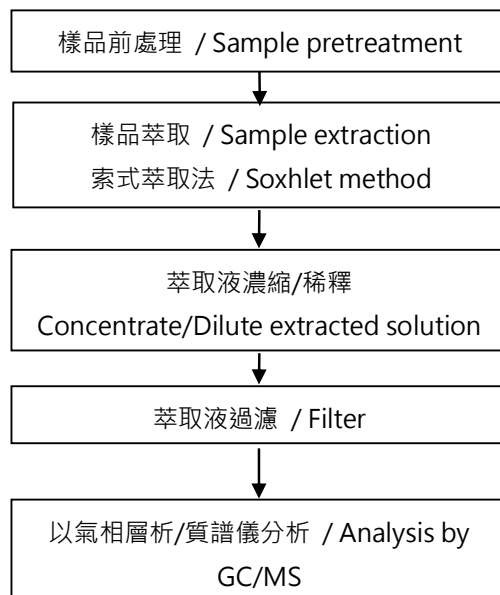 樣品前處理 / Sample pretreatment
樣品萃取 / Sample extraction
索式萃取法 / Soxhlet method
萃取液濃縮/稀釋
Concentrate/Dilute extracted solution
萃取液過濾 / Filter
以氣相層析/質譜儀分析 / Analysis by
GC/MS